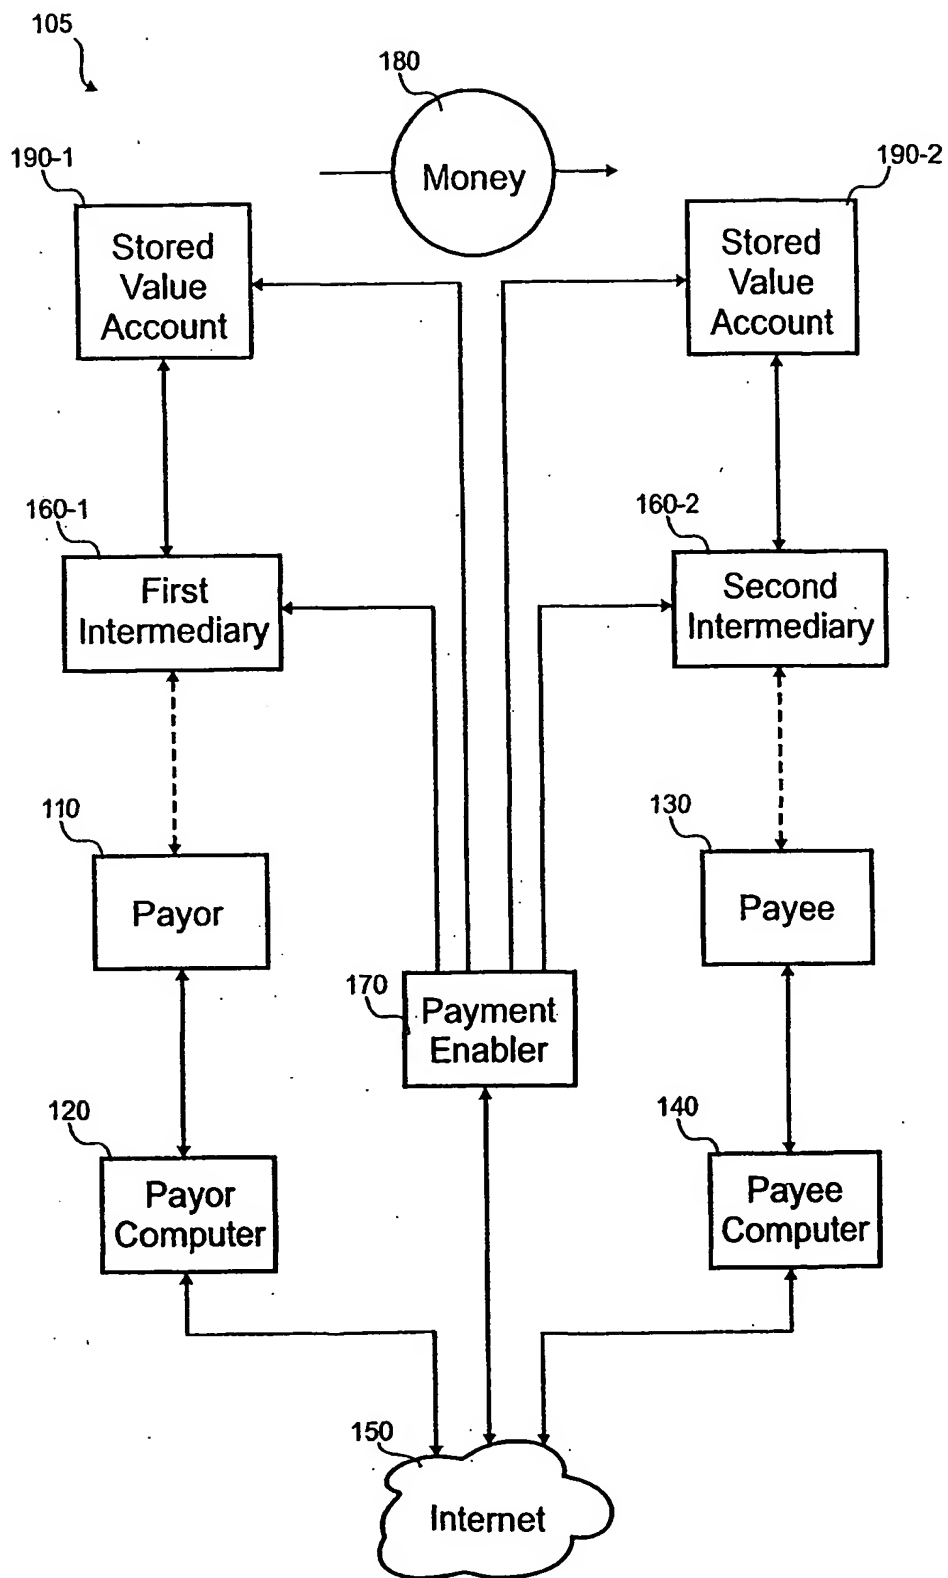 105
180
190-1
190-2
Money
Stored
Value
Account
Stored
Value
Account
160-1
160-2
First
Intermediary
Second
Intermediary
110
130
Payor
Payee
170
Payment
Enabler
120
140
Payor
Computer
Payee
Computer
150
Internet